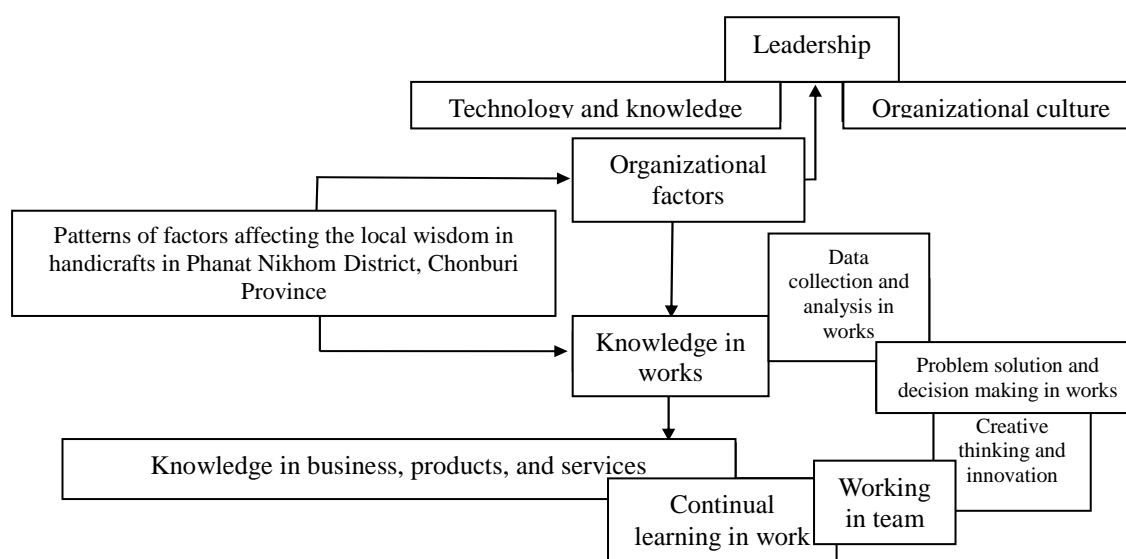 Leadership
Technology and knowledge
Organizational culture
Organizational
factors
Patterns of factors affecting the local wisdom in
handicrafts in Phanat Nikhom District, Chonburi
Province
Data
collection and
analysis in
works
Knowledge in
works
Problem solution and
decision making in works
Creative
thinking and
innovation
Knowledge in business, products, and services
Working
in team
Continual
learning in work